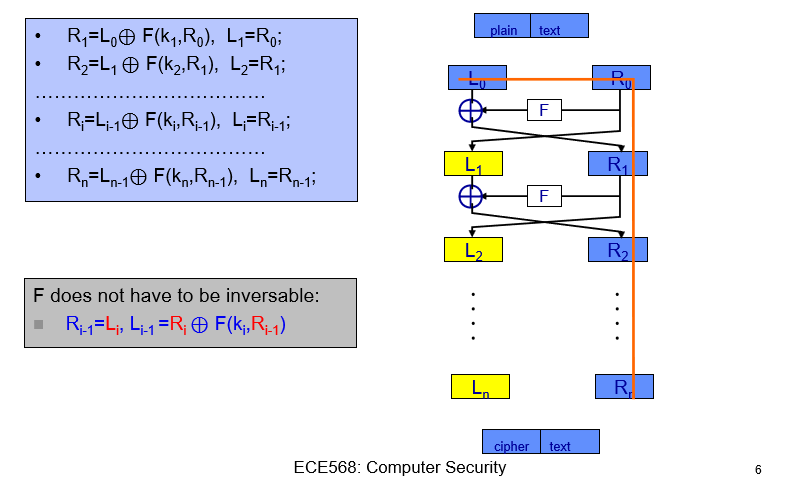 • R₁=L₀⊕ F(k₁,R₀), L₁=R₀;
• R₂=L₁ ⊕ F(k₂,R₁), L₂=R₁;
………………………………
• Rᵢ=Lᵢ₋₁⊕ F(kᵢ,Rᵢ₋₁), Lᵢ=Rᵢ₋₁;
………………………………
• Rₙ=Lₙ₋₁⊕ F(kₙ,Rₙ₋₁), Lₙ=Rₙ₋₁;
F does not have to be inversable:
Rᵢ₋₁=Lᵢ, Lᵢ₋₁ =Rᵢ ⊕ F(kᵢ,Rᵢ₋₁)
plain text
L₀ R₀
F
L₁ R₁
F
L₂ R₂
Lₙ Rₙ
cipher text
ECE568: Computer Security
6